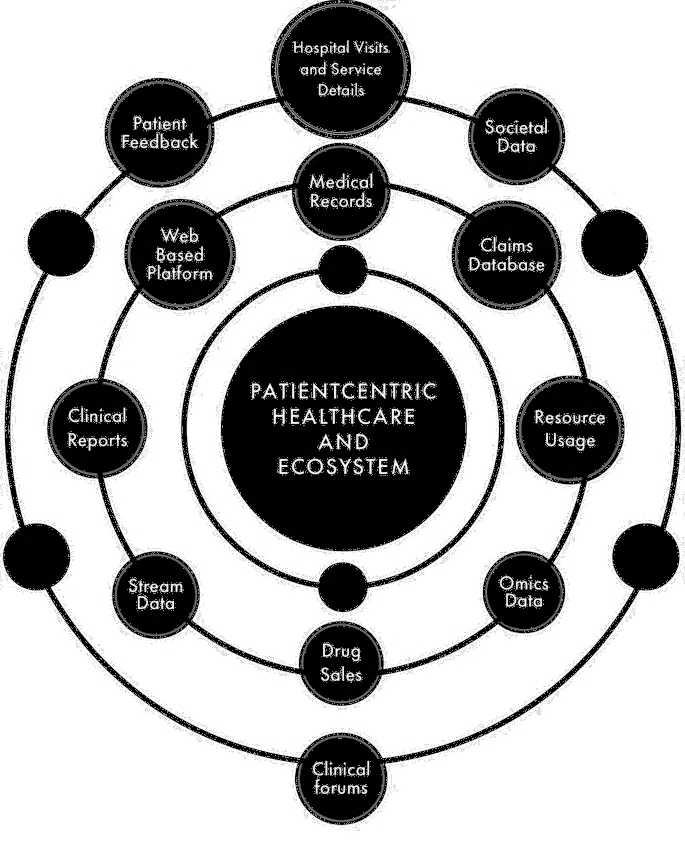 Hospital Visits
and Service
Details
Patient
Feedback
Societal
Data
Medical
Records
Web
Based
Platform
Claims
Database
PATIENTCENTRIC
HEALTHCARE
AND
ECOSYSTEM
Clinical
Reports
Resource
Usage
Stream
Data
Omics
Data
Drug
Sales
Clinical
forums